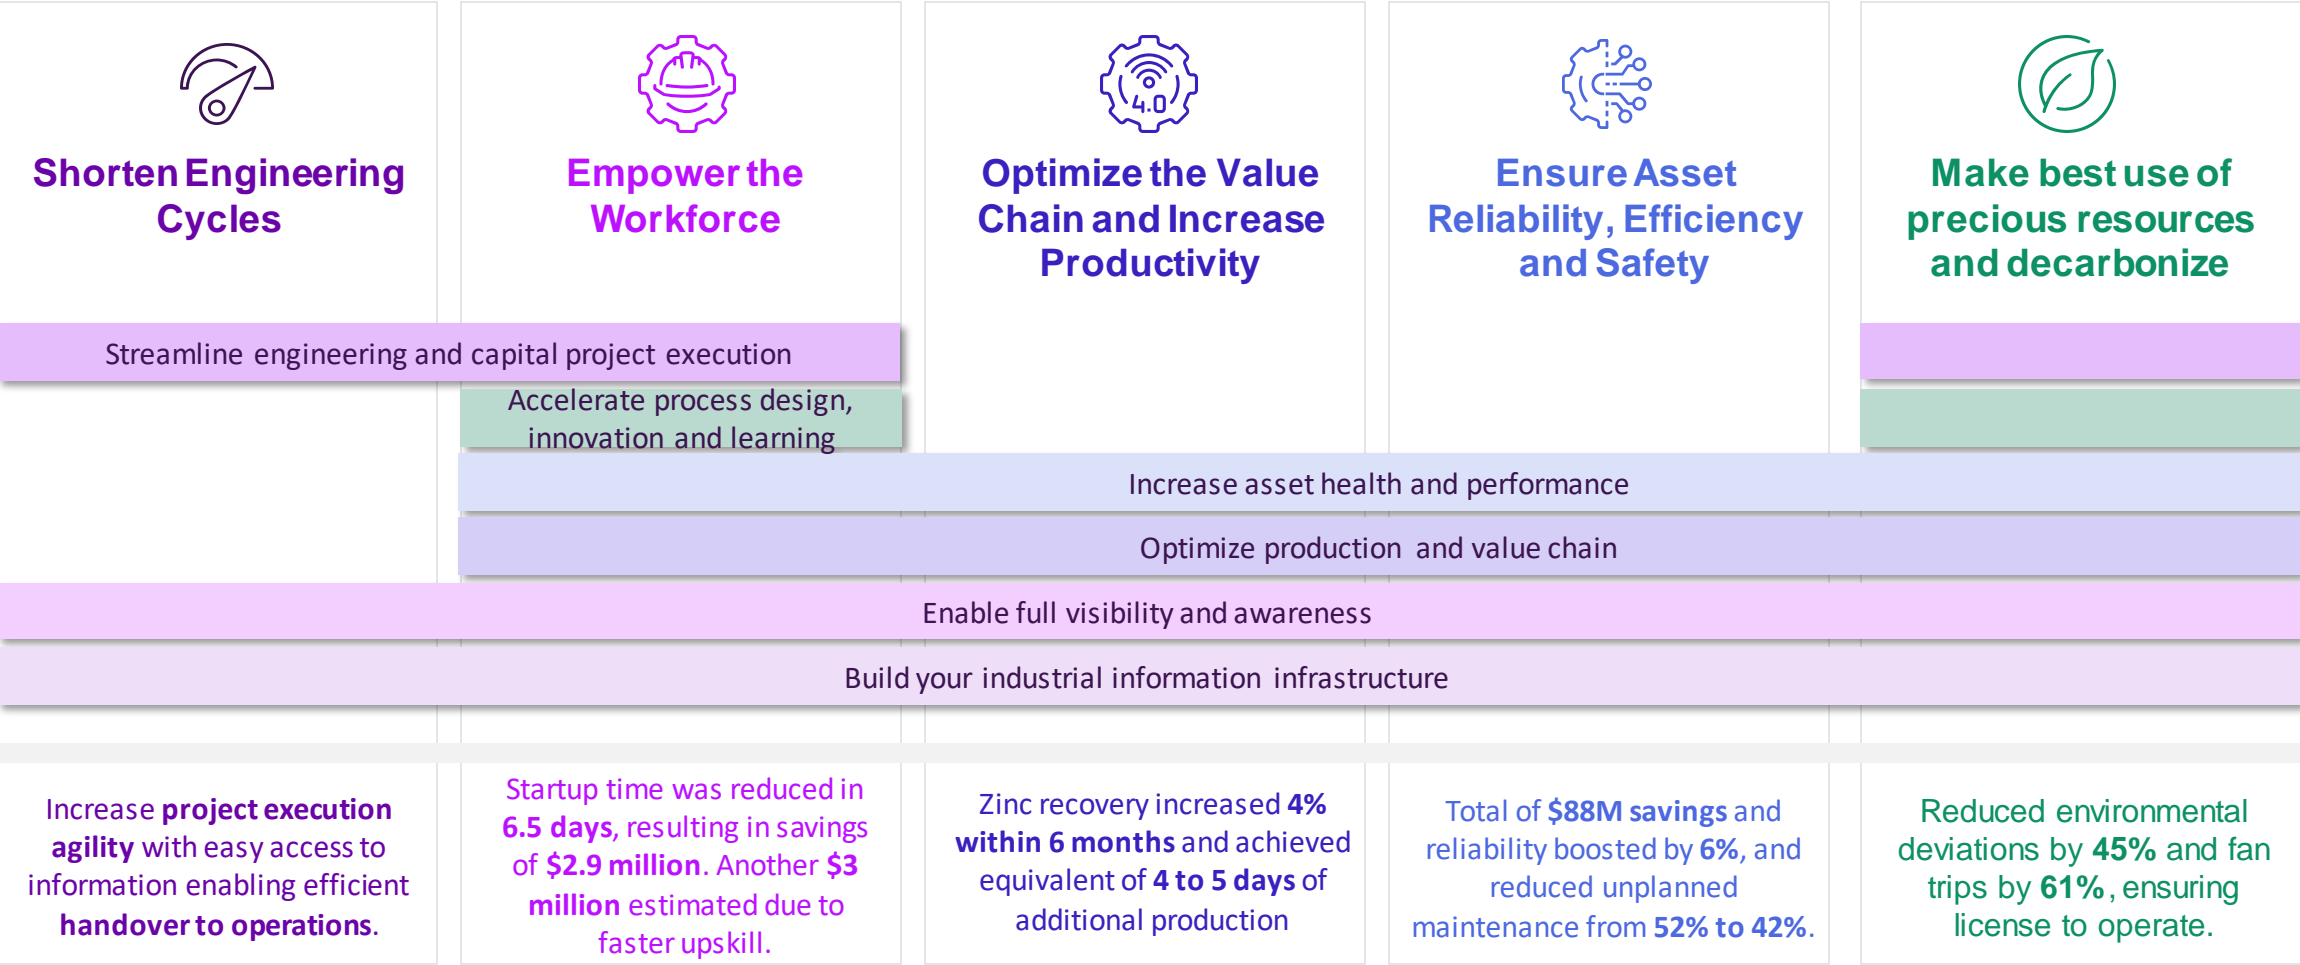 4.0
Shorten Engineering
Cycles
Empower the
Workforce
Optimize the Value
Chain and Increase
Productivity
Ensure Asset
Reliability, Efficiency
and Safety
Make best use of
precious resources
and decarbonize
Streamline engineering and capital project execution
Accelerate process design,
innovation and learning
Increase asset health and performance
Optimize production and value chain
Enable full visibility and awareness
Build your industrial information infrastructure
Increase project execution
agility with easy access to
information enabling efficient
handover to operations.
Startup time was reduced in
6.5 days, resulting in savings
of $2.9 million. Another $3
million estimated due to
faster upskill.
Zinc recovery increased 4%
within 6 months and achieved
equivalent of 4 to 5 days of
additional production
Total of $88M savings and
reliability boosted by 6%, and
reduced unplanned
maintenance from 52% to 42%.
Reduced environmental
deviations by 45% and fan
trips by 61%, ensuring
license to operate.